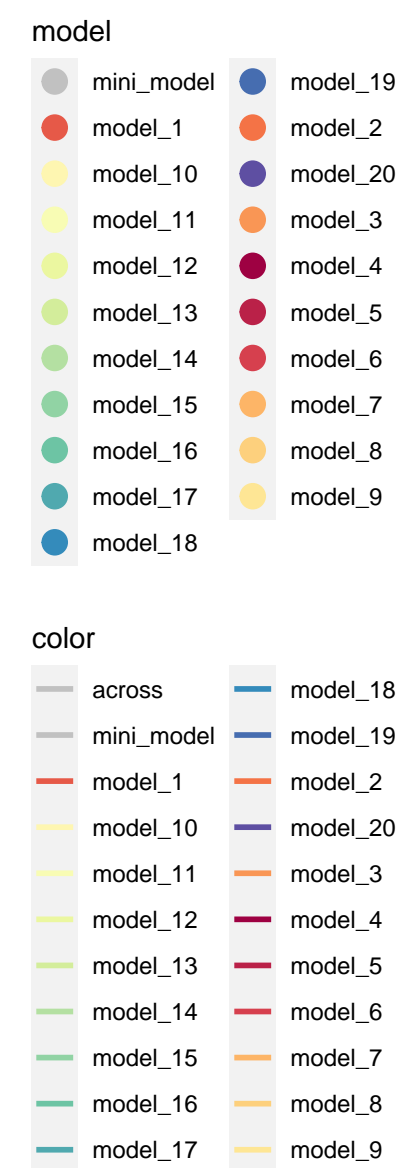 model
mini_model
model_1
model_10
model_11
model_12
model_13
model_14
model_15
model_16
model_17
model_18
model_19
model_2
model_20
model_3
model_4
model_5
model_6
model_7
model_8
model_9
color
across
mini_model
model_1
model_10
model_11
model_12
model_13
model_14
model_15
model_16
model_17
model_18
model_19
model_2
model_20
model_3
model_4
model_5
model_6
model_7
model_8
model_9